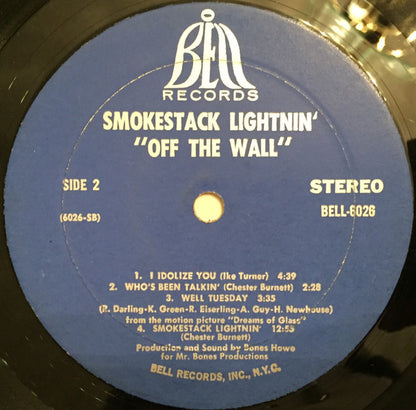 BELL
RECORDS
SMOKESTACK LIGHTNIN'
"OFF THE WALL"
SIDE 2
STEREO
(6026-SB)
BELL-6026
1. I IDOLIZE YOU (Ike Turner) 4:39
2. WHO'S BEEN TALKIN' (Chester Burnett) 2:28
3. WELL TUESDAY 3:35
(R. Darling-K. Green-R. Eiserling-A. Guy-H. Newhouse)
from the motion picture "Dreams of Glass"
4. SMOKESTACK LIGHTNIN' 12:53
(Chester Burnett)
Production and Sound by Bones Howe
for Mr. Bones Productions
BELL RECORDS, INC., N.Y.C.